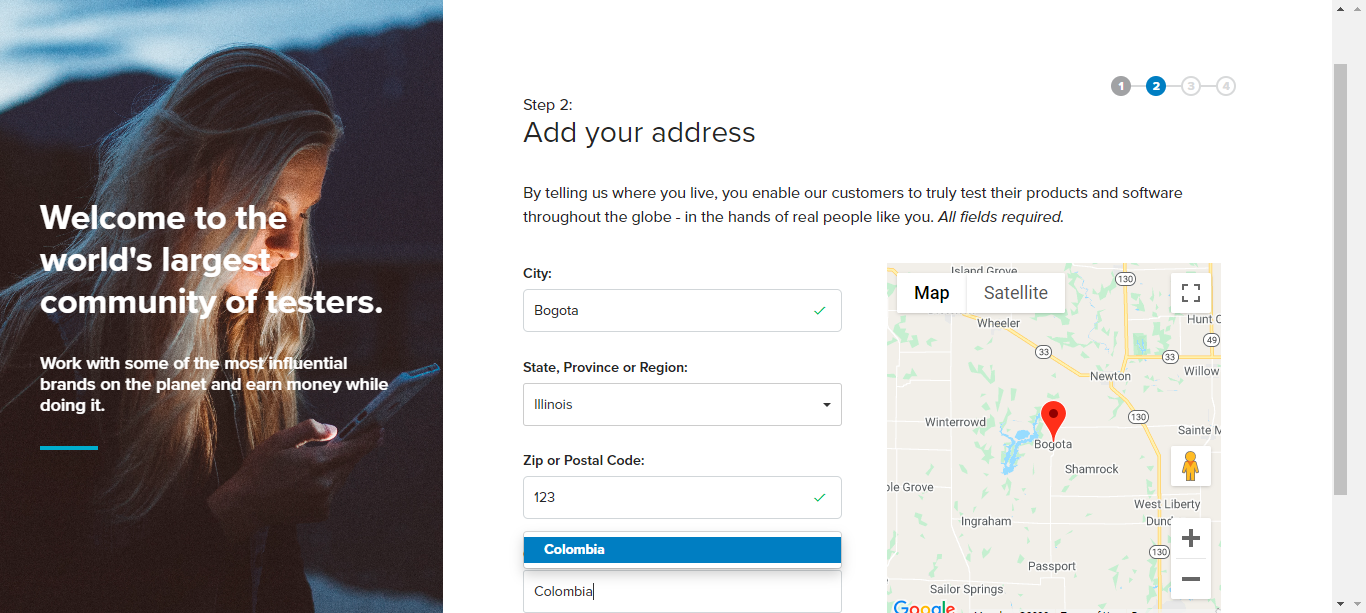 Welcome to the
world's largest
community of testers.
Work with some of the most influential
brands on the planet and earn money while
doing it.
1 2 3 4
Step 2:
Add your address
By telling us where you live, you enable our customers to truly test their products and software
throughout the globe - in the hands of real people like you. All fields required.
City:
Bogota
State, Province or Region:
Illinois
Zip or Postal Code:
123
Colombia
Colombia
Island Grove
130
Map Satellite
Wheeler
Hunt C
49
33
33
Newton
Willow
Winterrowd
130
Sainte M
Bogota
Shamrock
ple Grove
West Liberty
Ingraham
Dund
130
Passport
Sailor Springs
Google